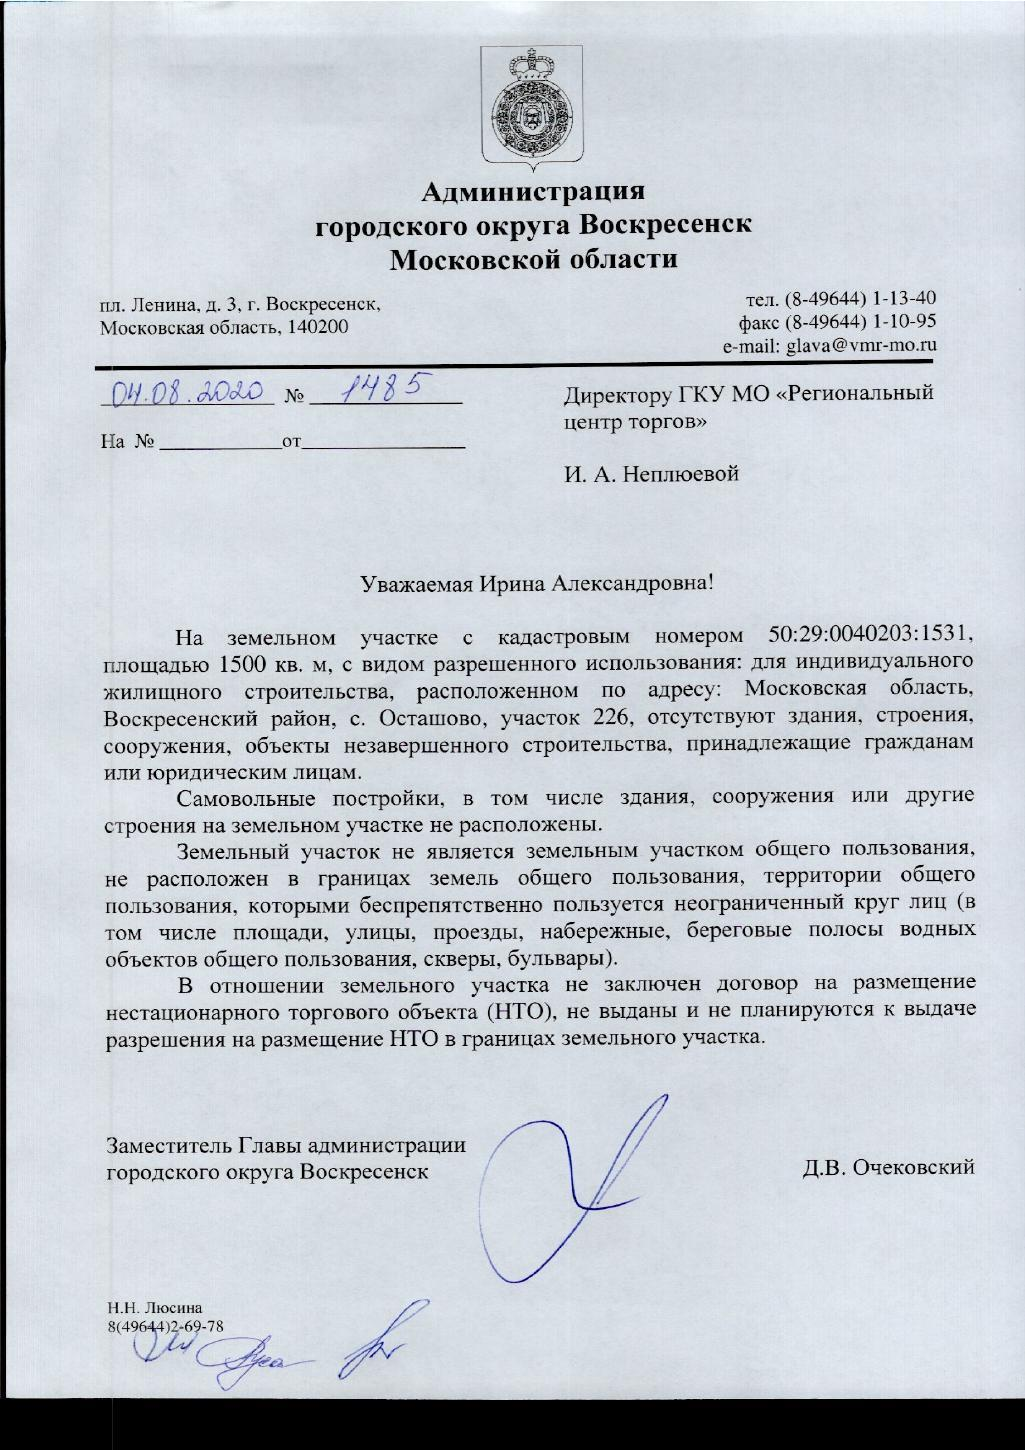 Администрация
городского округа Воскресенск
Московской области
пл. Ленина, д. 3, г. Воскресенск,
Московская область, 140200
тел. (8-49644) 1-13-40
факс (8-49644) 1-10-95
e-mail: glava@vmr-mo.ru
04.08.2020 № 1485
На № ____________от________________
Директору ГКУ МО «Региональный
центр торгов»
И. А. Неплюевой
Уважаемая Ирина Александровна!
На земельном участке с кадастровым номером 50:29:0040203:1531,
площадью 1500 кв. м, с видом разрешенного использования: для индивидуального
жилищного строительства, расположенном по адресу: Московская область,
Воскресенский район, с. Осташово, участок 226, отсутствуют здания, строения,
сооружения, объекты незавершенного строительства, принадлежащие гражданам
или юридическим лицам.
Самовольные постройки, в том числе здания, сооружения или другие
строения на земельном участке не расположены.
Земельный участок не является земельным участком общего пользования,
не расположен в границах земель общего пользования, территории общего
пользования, которыми беспрепятственно пользуется неограниченный круг лиц (в
том числе площади, улицы, проезды, набережные, береговые полосы водных
объектов общего пользования, скверы, бульвары).
В отношении земельного участка не заключен договор на размещение
нестационарного торгового объекта (НТО), не выданы и не планируются к выдаче
разрешения на размещение НТО в границах земельного участка.
Заместитель Главы администрации
городского округа Воскресенск
Д.В. Очековский
Н.Н. Люсина
8(49644)2-69-78